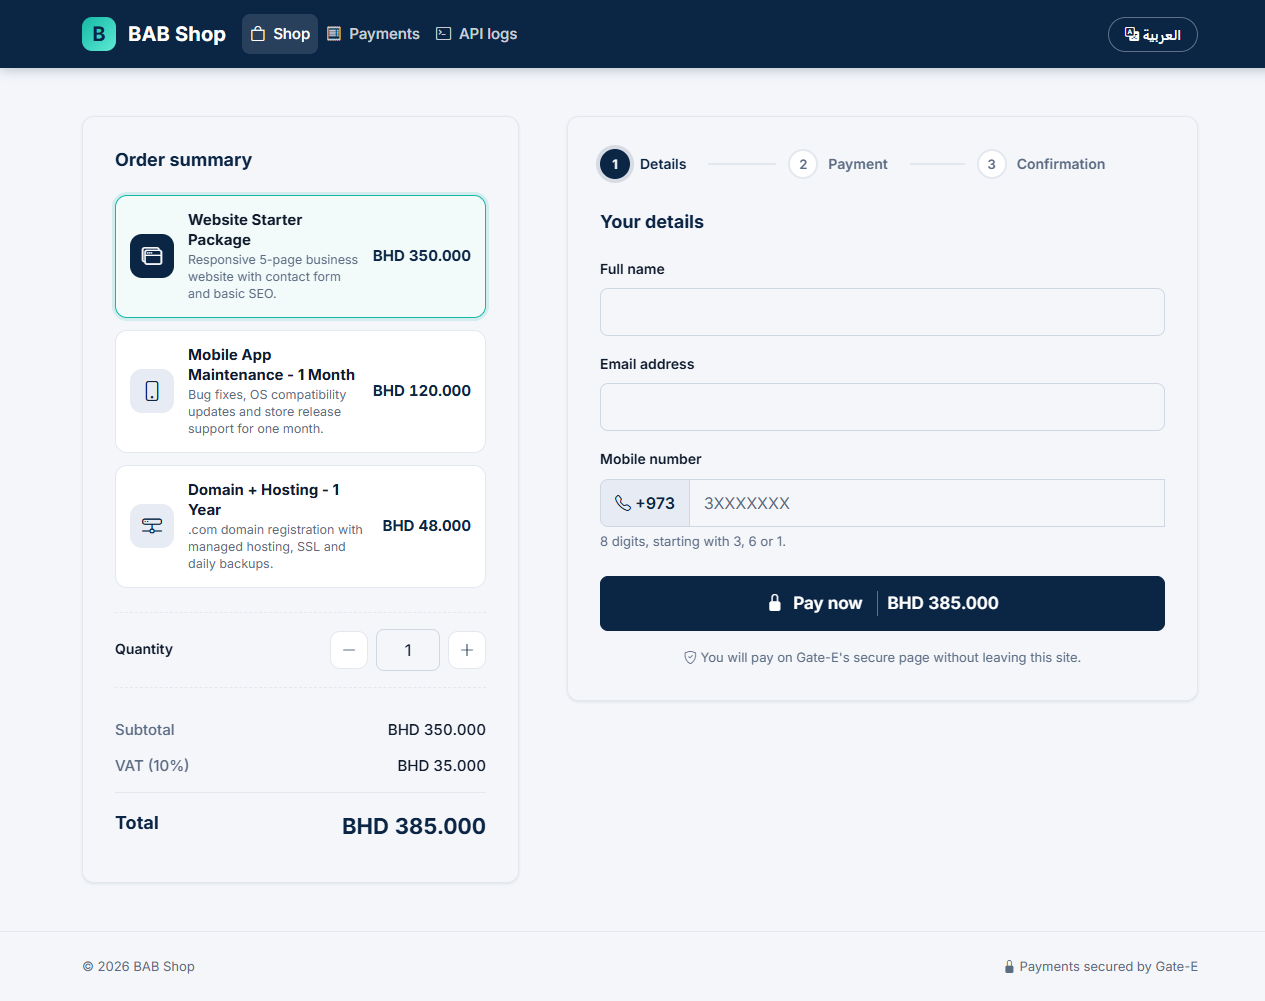 B BAB Shop Shop Payments API logs العربية
Order summary
Website Starter
Package
Responsive 5-page business
website with contact form
and basic SEO.
BHD 350.000
Mobile App
Maintenance - 1 Month
Bug fixes, OS compatibility
updates and store release
support for one month.
BHD 120.000
Domain + Hosting - 1
Year
.com domain registration with
managed hosting, SSL and
daily backups.
BHD 48.000
Quantity 1
Subtotal BHD 350.000
VAT (10%) BHD 35.000
Total BHD 385.000
1 Details 2 Payment 3 Confirmation
Your details
Full name
Email address
Mobile number
+973 3XXXXXXX
8 digits, starting with 3, 6 or 1.
Pay now BHD 385.000
You will pay on Gate-E's secure page without leaving this site.
© 2026 BAB Shop Payments secured by Gate-E